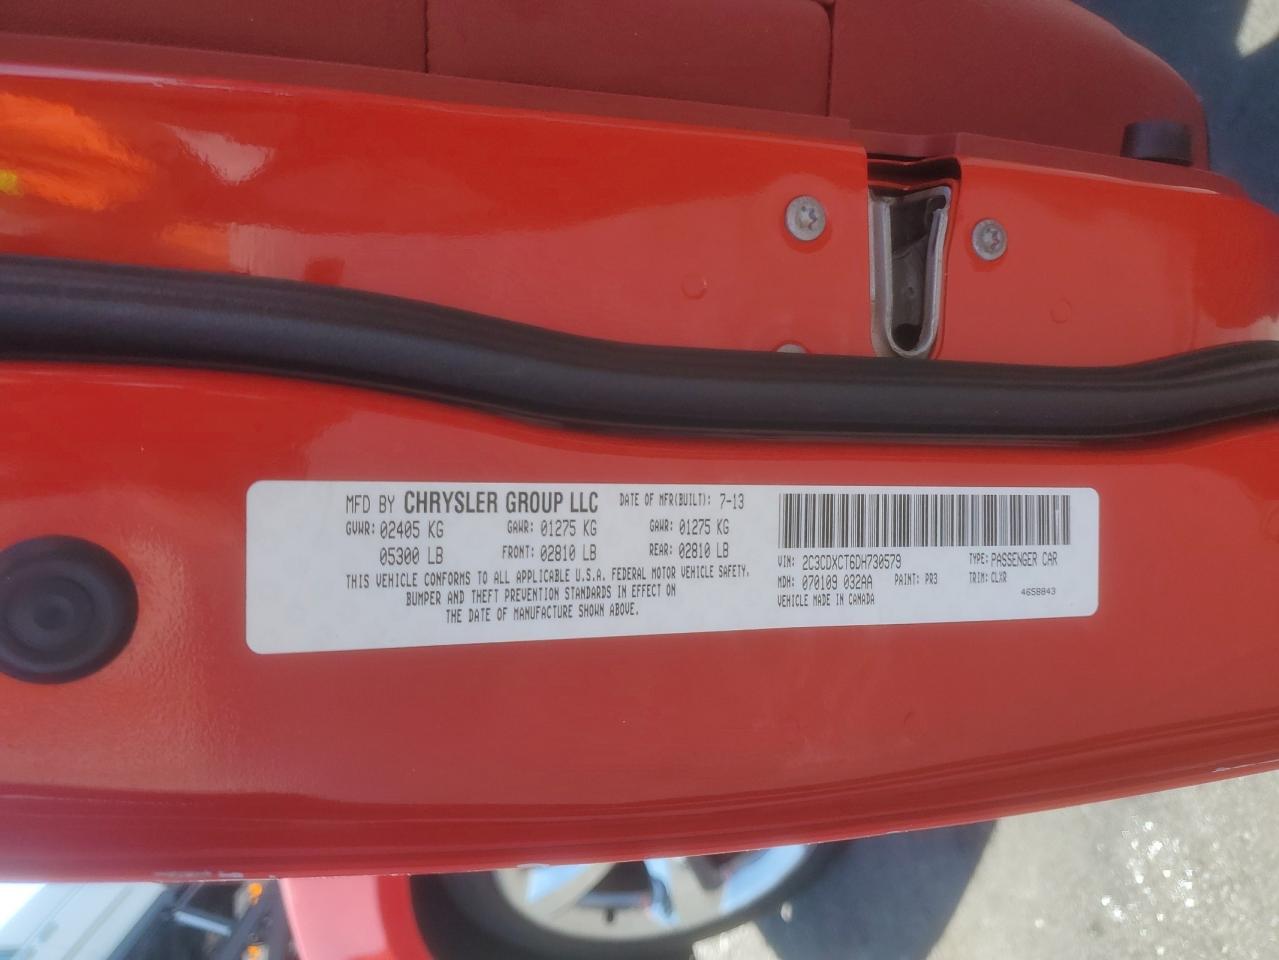 MFD BY CHRYSLER GROUP LLC DATE OF MFR(BUILT): 7-13
GVWR: 02405 KG GAWR: 01275 KG GAWR: 01275 KG
05300 LB FRONT: 02810 LB REAR: 02810 LB
THIS VEHICLE CONFORMS TO ALL APPLICABLE U.S.A. FEDERAL MOTOR VEHICLE SAFETY,
BUMPER AND THEFT PREVENTION STANDARDS IN EFFECT ON
THE DATE OF MANUFACTURE SHOWN ABOVE.
VIN: 2C3CDXCT6DH730579 TYPE: PASSENGER CAR
MDH: 070109 032AA PAINT: PR3 TRIM: CLXR
VEHICLE MADE IN CANADA 4658843